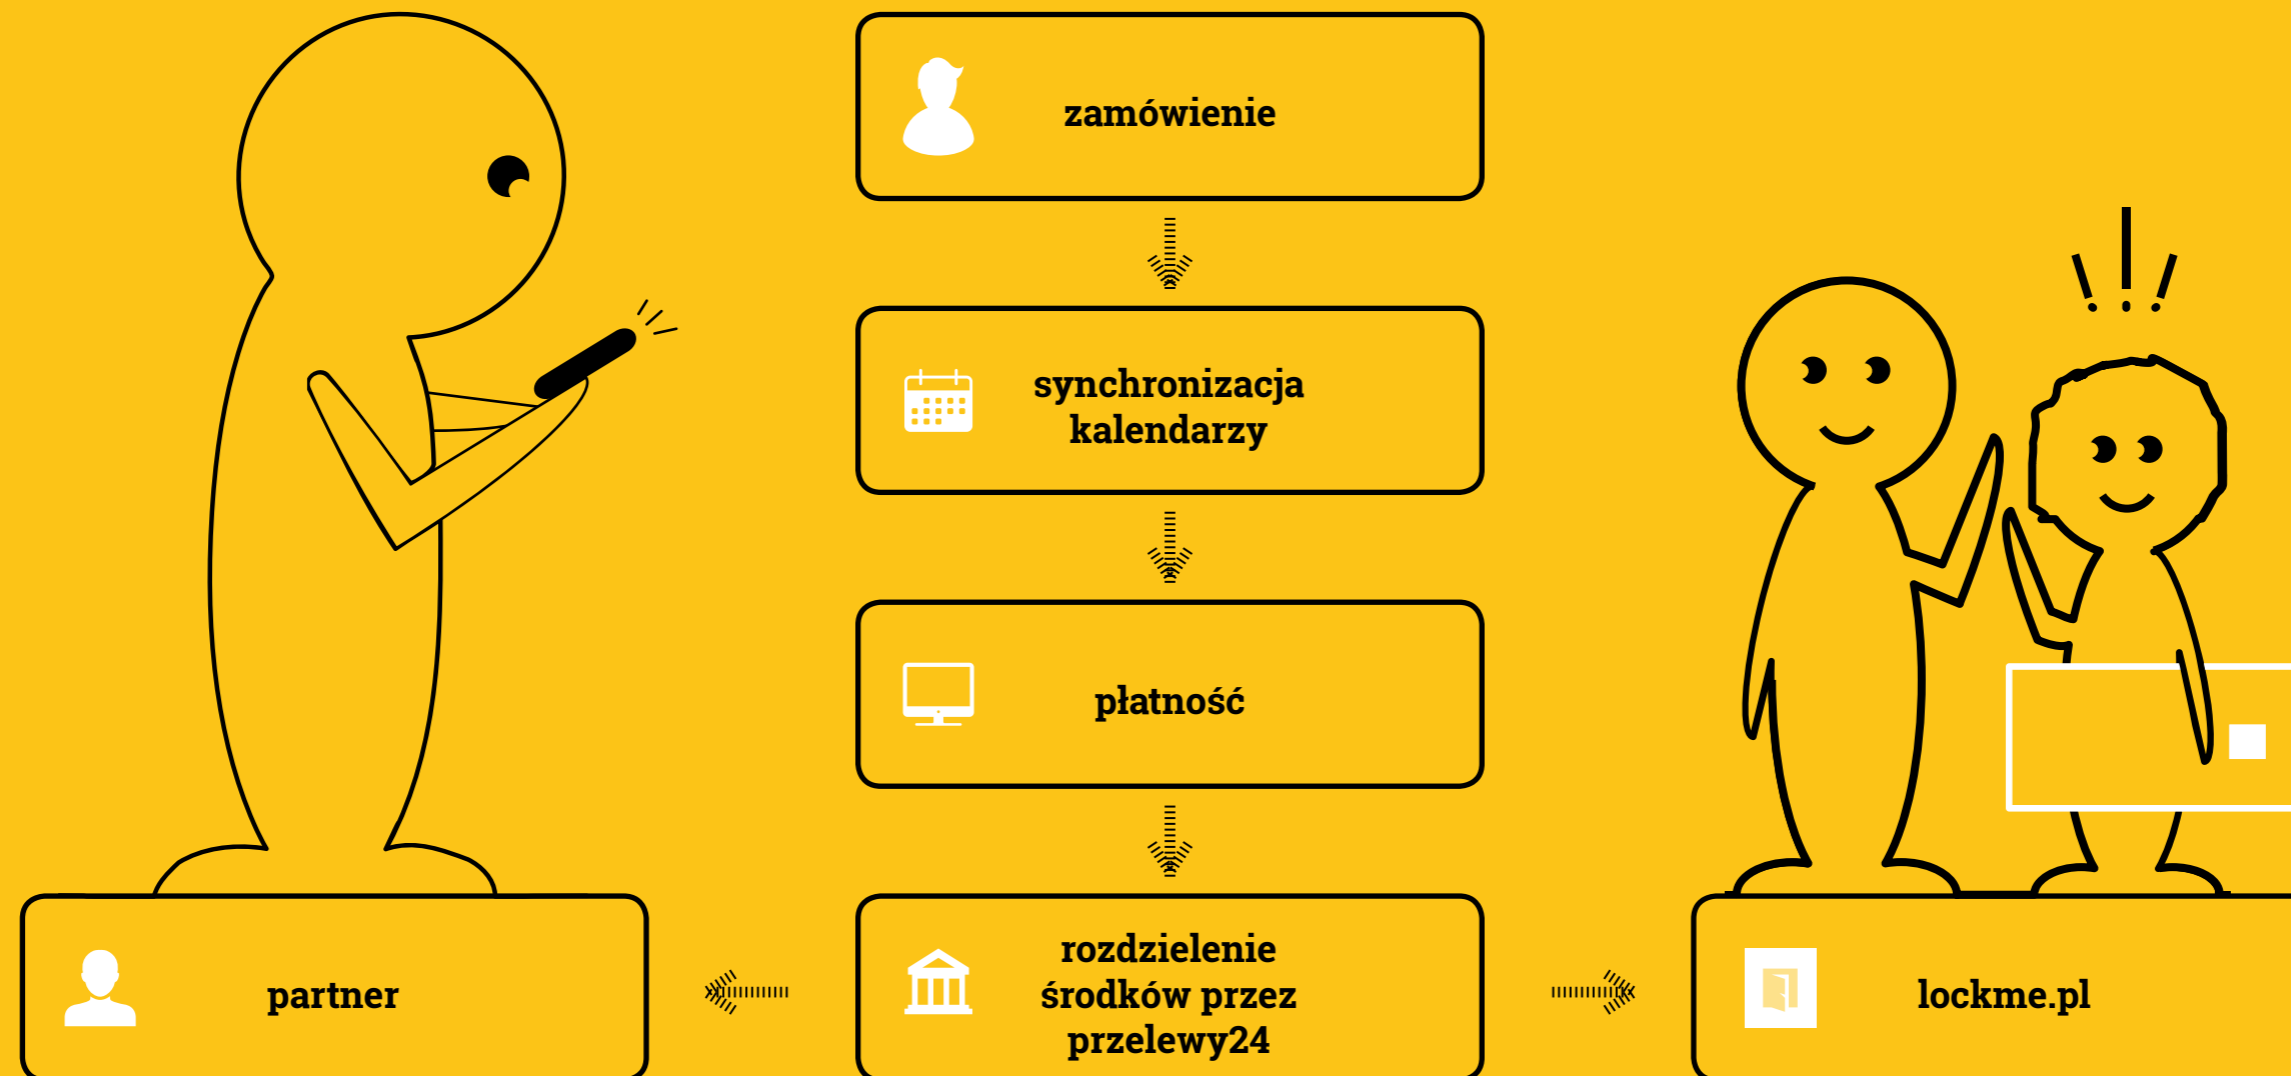 zamówienie
synchronizacja
kalendarzy
płatność
partner
rozdzielenie
środków przez
przelewy24
lockme.pl